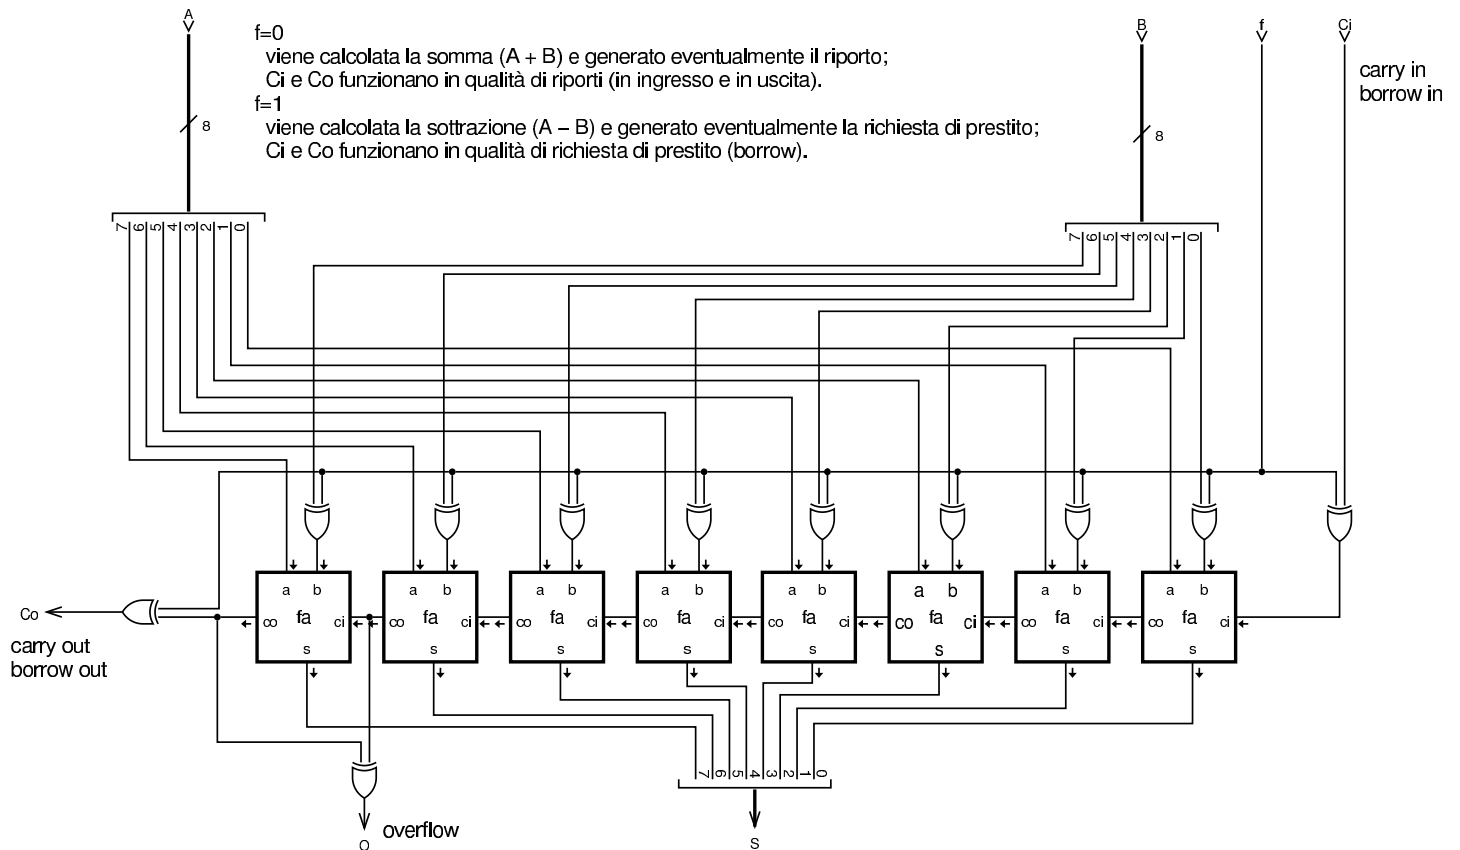 A
B
f
Ci
f=0
viene calcolata la somma (A + B) e generato eventualmente il riporto;
Ci e Co funzionano in qualità di riporti (in ingresso e in uscita).
f=1
viene calcolata la sottrazione (A − B) e generato eventualmente la richiesta di prestito;
Ci e Co funzionano in qualità di richiesta di prestito (borrow).
carry in
borrow in
8
8
7 6 5 4 3 2 1 0
7 6 5 4 3 2 1 0
a b a b a b a b a b a b a b a b
co fa ci co fa ci co fa ci co fa ci co fa ci co fa ci co fa ci co fa ci
s s s s s s s s
Co
carry out
borrow out
7 6 5 4 3 2 1 0
overflow
O
S